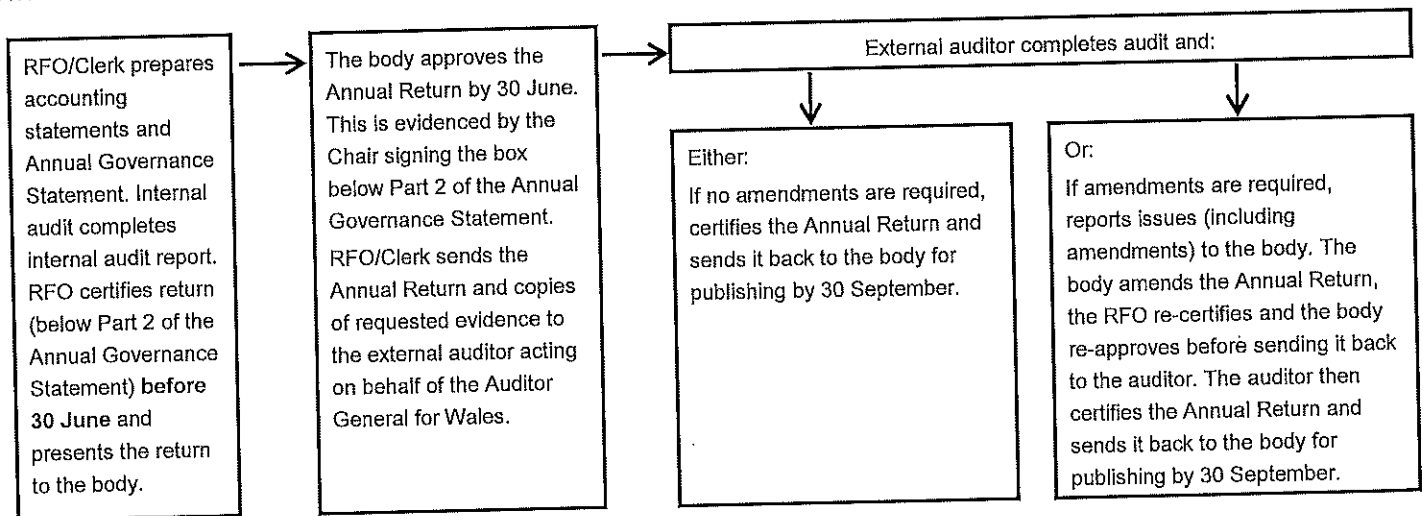 RFO/Clerk prepares
accounting
statements and
Annual Governance
Statement. Internal
audit completes
internal audit report.
RFO certifies return
(below Part 2 of the
Annual Governance
Statement) before
30 June and
presents the return
to the body.
The body approves the
Annual Return by 30 June.
This is evidenced by the
Chair signing the box
below Part 2 of the Annual
Governance Statement.
RFO/Clerk sends the
Annual Return and copies
of requested evidence to
the external auditor acting
on behalf of the Auditor
General for Wales.
External auditor completes audit and:
Either:
If no amendments are required,
certifies the Annual Return and
sends it back to the body for
publishing by 30 September.
Or:
If amendments are required,
reports issues (including
amendments) to the body. The
body amends the Annual Return,
the RFO re-certifies and the body
re-approves before sending it back
to the auditor. The auditor then
certifies the Annual Return and
sends it back to the body for
publishing by 30 September.